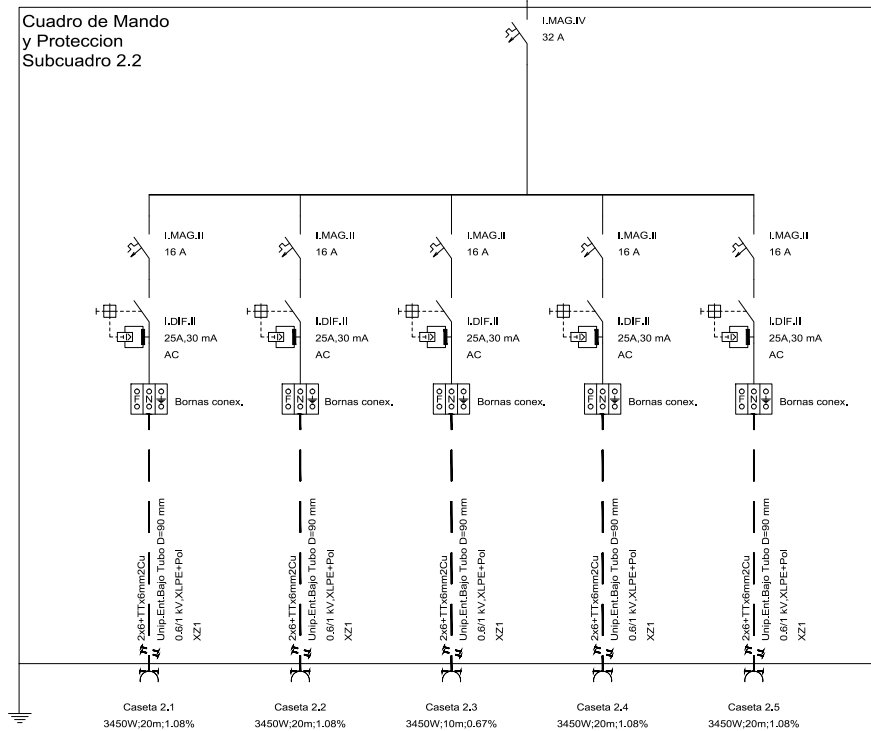 Cuadro de Mando
y Proteccion
Subcuadro 2.2
I.MAG.IV
32 A
I.MAG.II
16 A
I.MAG.II
16 A
I.MAG.II
16 A
I.MAG.II
16 A
I.MAG.II
16 A
I.DIF.II
25A,30 mA
AC
I.DIF.II
25A,30 mA
AC
I.DIF.II
25A,30 mA
AC
I.DIF.II
25A,30 mA
AC
I.DIF.II
25A,30 mA
AC
F N
Bornas conex.
F N
Bornas conex.
F N
Bornas conex.
F N
Bornas conex.
F N
Bornas conex.
2x6+TTx6mm2Cu
Unip.Ent.Bajo Tubo D=90 mm
0.6/1 kV,XLPE+Pol
XZ1
2x6+TTx6mm2Cu
Unip.Ent.Bajo Tubo D=90 mm
0.6/1 kV,XLPE+Pol
XZ1
2x6+TTx6mm2Cu
Unip.Ent.Bajo Tubo D=90 mm
0.6/1 kV,XLPE+Pol
XZ1
2x6+TTx6mm2Cu
Unip.Ent.Bajo Tubo D=90 mm
0.6/1 kV,XLPE+Pol
XZ1
2x6+TTx6mm2Cu
Unip.Ent.Bajo Tubo D=90 mm
0.6/1 kV,XLPE+Pol
XZ1
Caseta 2.1
3450W;20m;1.08%
Caseta 2.2
3450W;20m;1.08%
Caseta 2.3
3450W;10m;0.67%
Caseta 2.4
3450W;20m;1.08%
Caseta 2.5
3450W;20m;1.08%